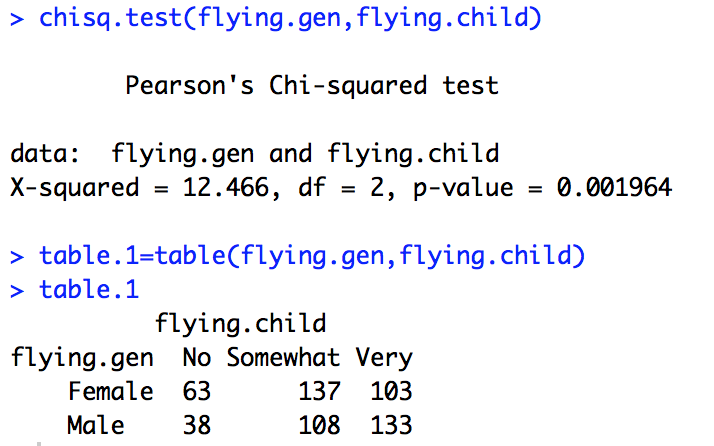 > chisq.test(flying.gen,flying.child)
Pearson's Chi-squared test
data:  flying.gen and flying.child
X-squared = 12.466, df = 2, p-value = 0.001964
> table.1=table(flying.gen,flying.child)
> table.1
flying.child
flying.gen  No Somewhat Very
Female  63      137  103
Male    38      108  133